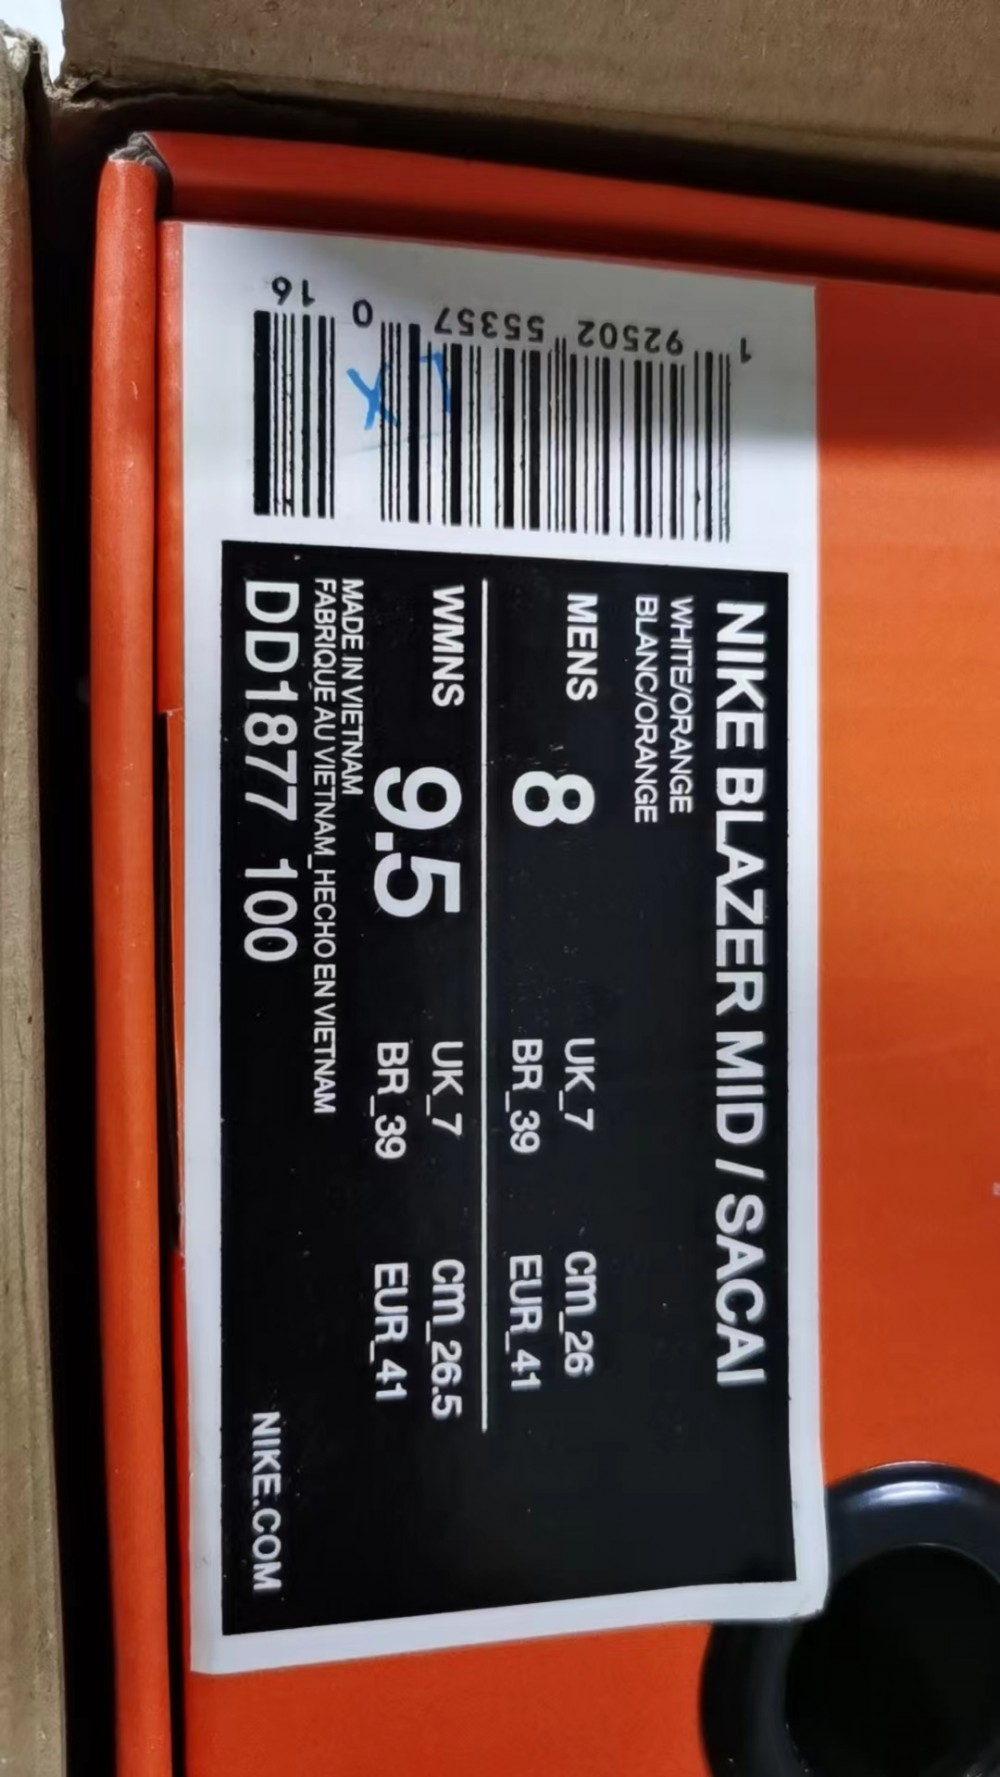 NIKE BLAZER MID / SACAI
WHITE/ORANGE
BLANC/ORANGE
MENS 8 UK_7 cm_26
BR_39 EUR_41
WMNS 9.5 UK_7 cm_26.5
BR_39 EUR_41
MADE IN VIETNAM
FABRIQUE AU VIETNAM_HECHO EN VIETNAM
DD1877 100 NIKE.COM
1 92502 55357 0 16